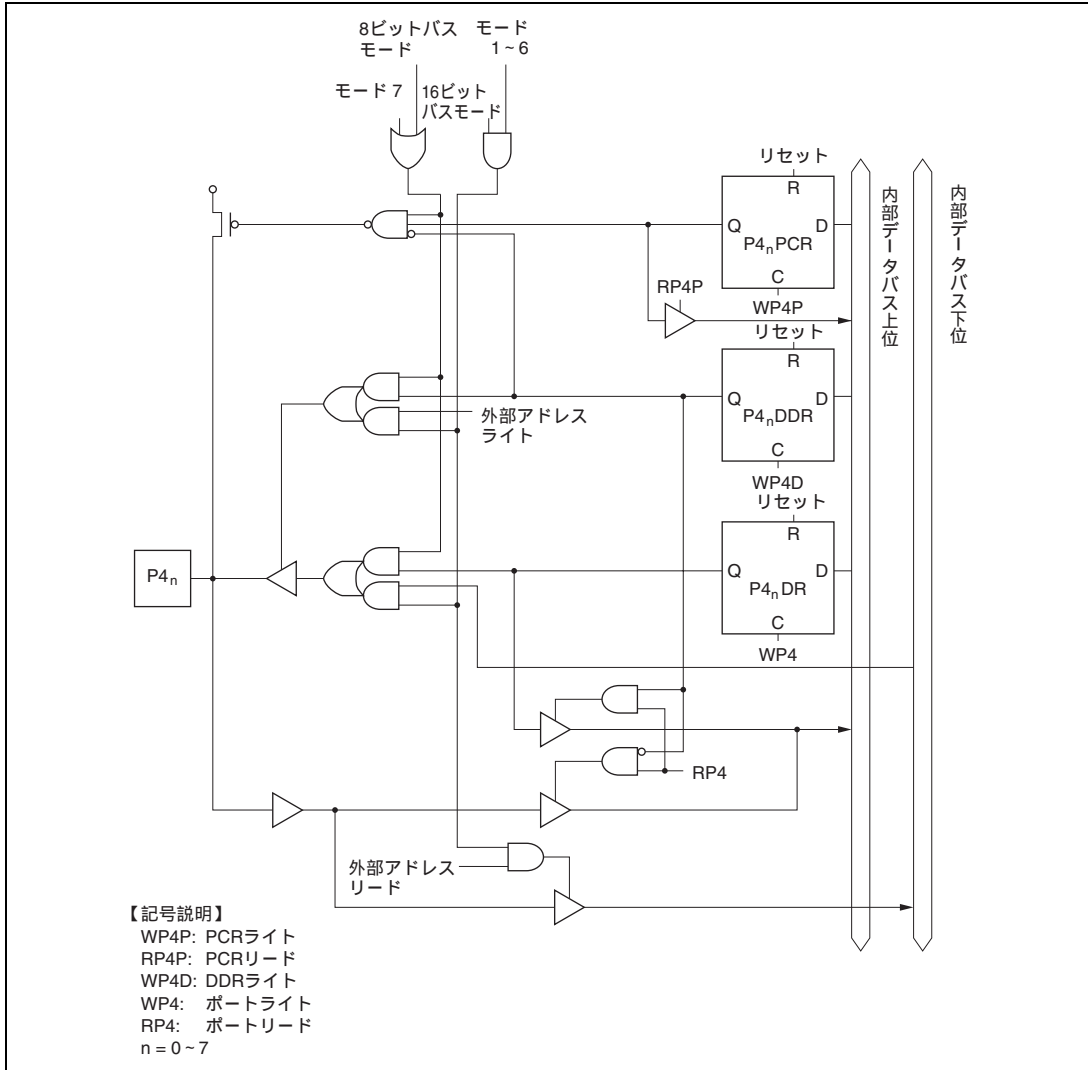 8ビットバス
モード
モード
1~6
モード 7
16ビット
バスモード
リセット
R
Q
D
P4nPCR
C
WP4P
RP4P
リセット
R
Q
D
P4nDDR
C
WP4D
外部アドレス
ライト
リセット
R
Q
D
P4nDR
C
WP4
P4n
RP4
外部アドレス
リード
内部データバス上位
内部データバス下位
【記号説明】
WP4P: PCRライト
RP4P: PCRリード
WP4D: DDRライト
WP4: ポートライト
RP4: ポートリード
n = 0~7